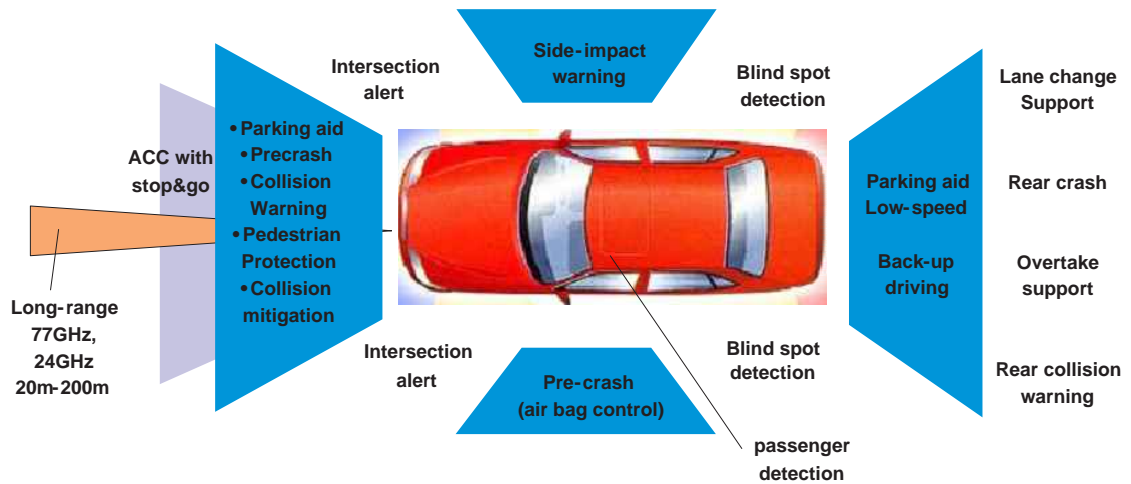 Side-impact
warning
Intersection
alert
Blind spot
detection
Lane change
Support
ACC with
stop&go
•Parking aid
•Precrash
•Collision
Warning
•Pedestrian
Protection
•Collision
mitigation
Parking aid
Low-speed
Back-up
driving
Rear crash
Overtake
support
Rear collision
warning
Long-range
77GHz,
24GHz
20m-200m
Intersection
alert
Pre-crash
(air bag control)
Blind spot
detection
passenger
detection